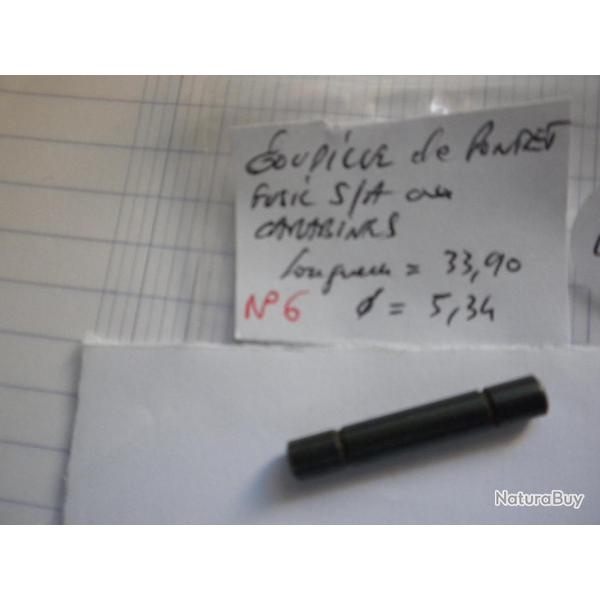 GOUPILLE de PONTET
FUSIL S/A ou
CARABINES
longueur = 33,90
N° 6 ø = 5,34
NaturaBuy